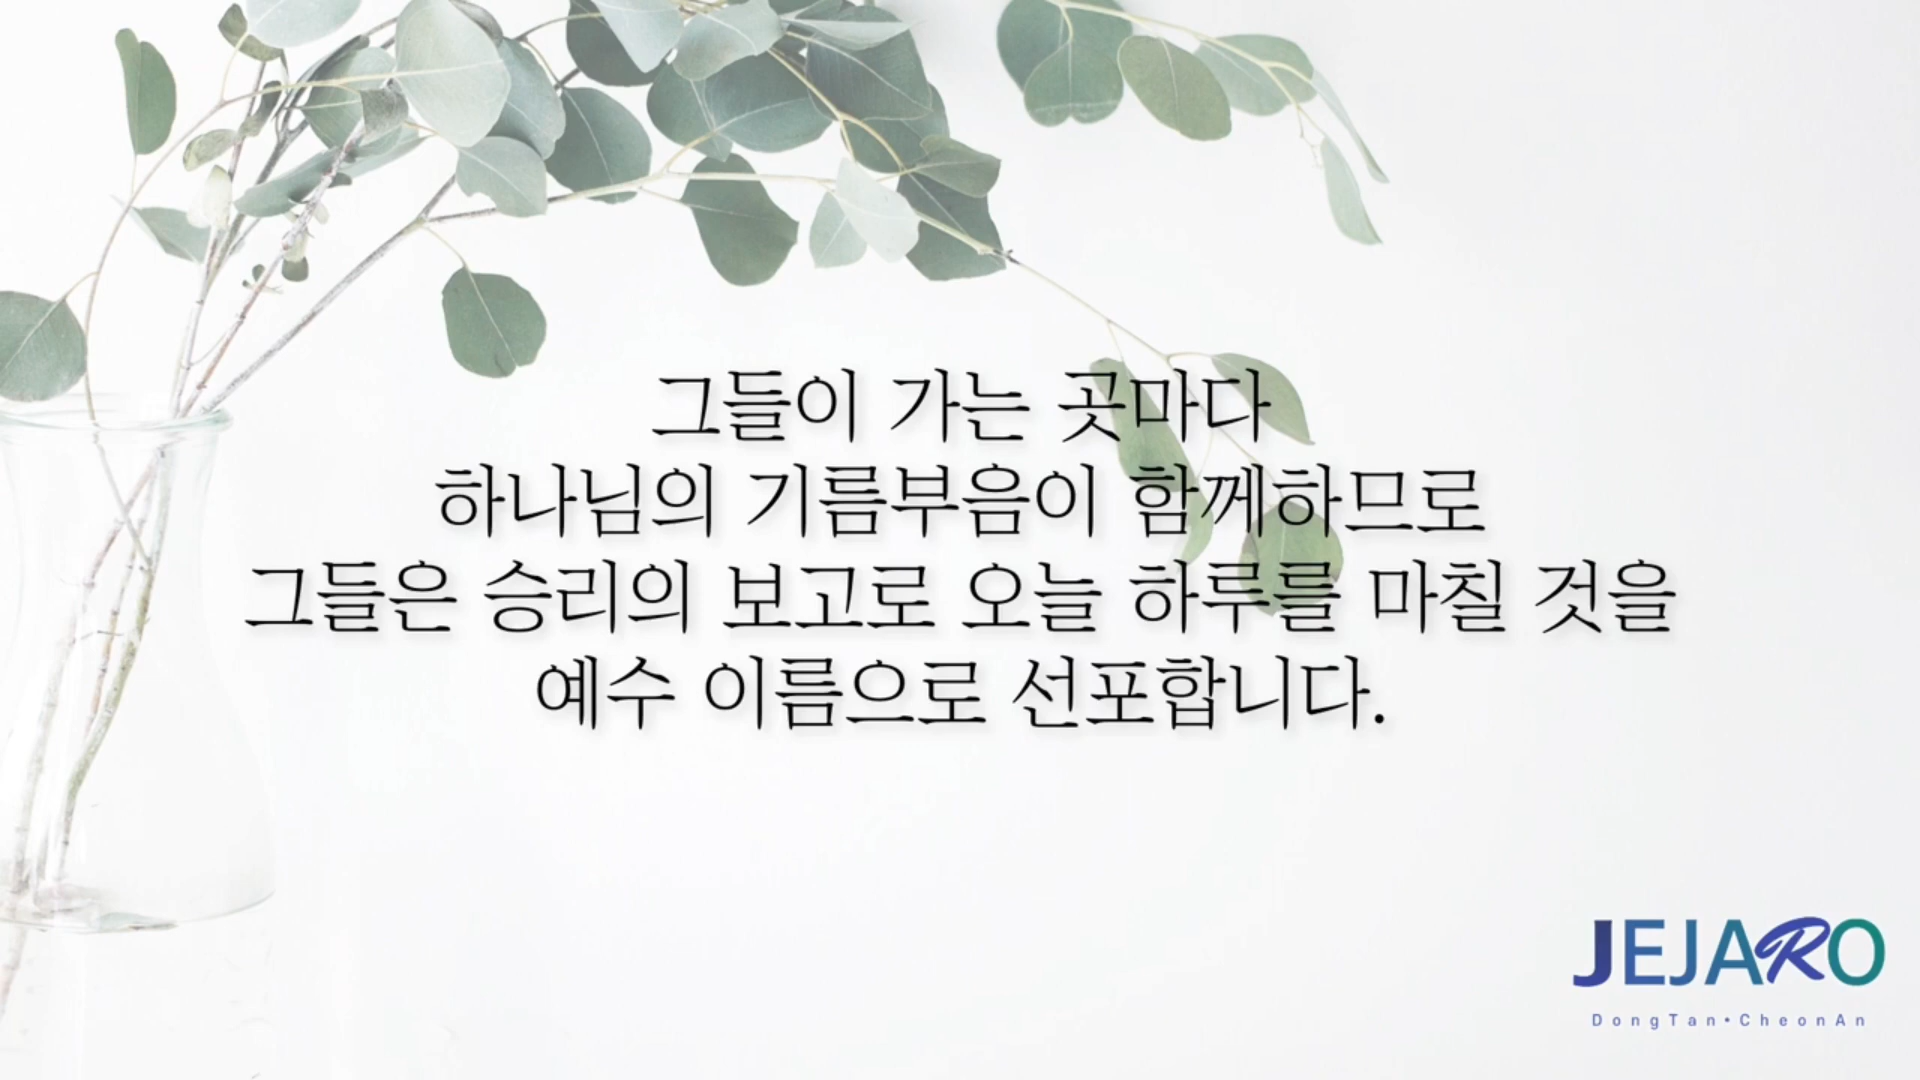 그들이 가는 곳마다
하나님의 기름부음이 함께하므로
그들은 승리의 보고로 오늘 하루를 마칠 것을
예수 이름으로 선포합니다.
JEJARO
DongTan•CheonAn